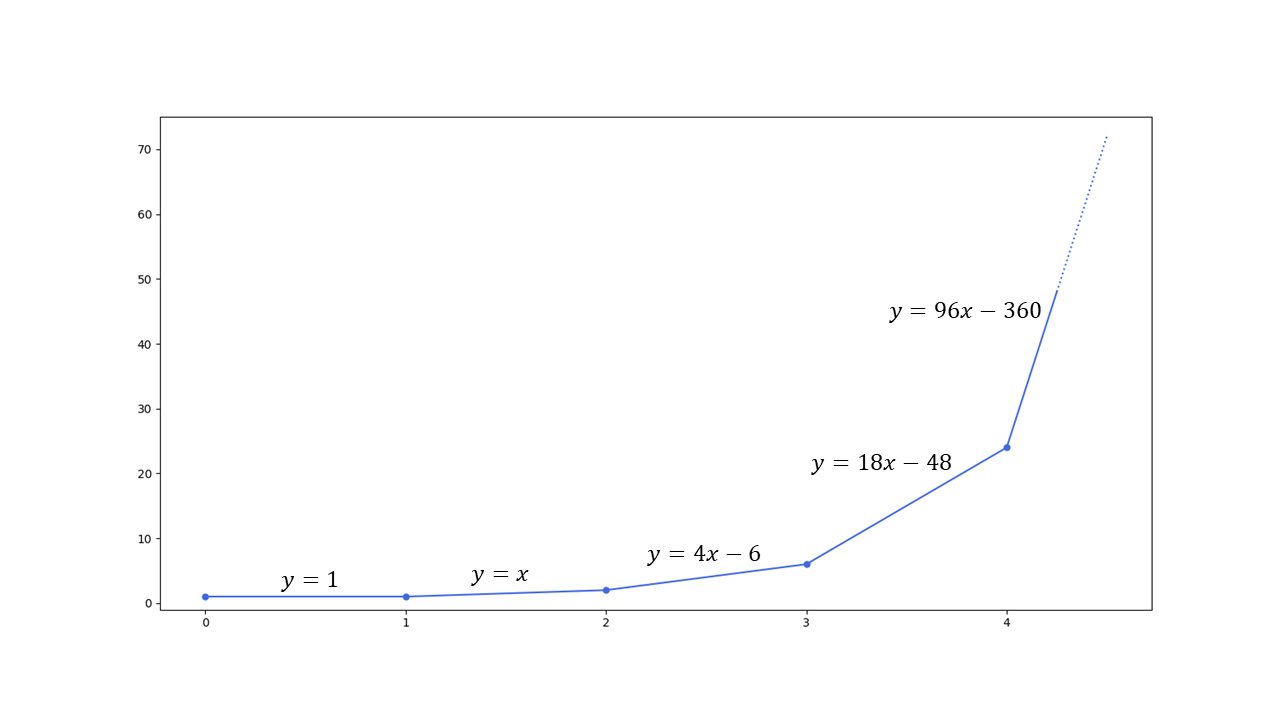 70
60
50
y = 96x − 360
40
30
y = 18x − 48
20
10
y = 4x − 6
y = x
y = 1
0
0 1 2 3 4